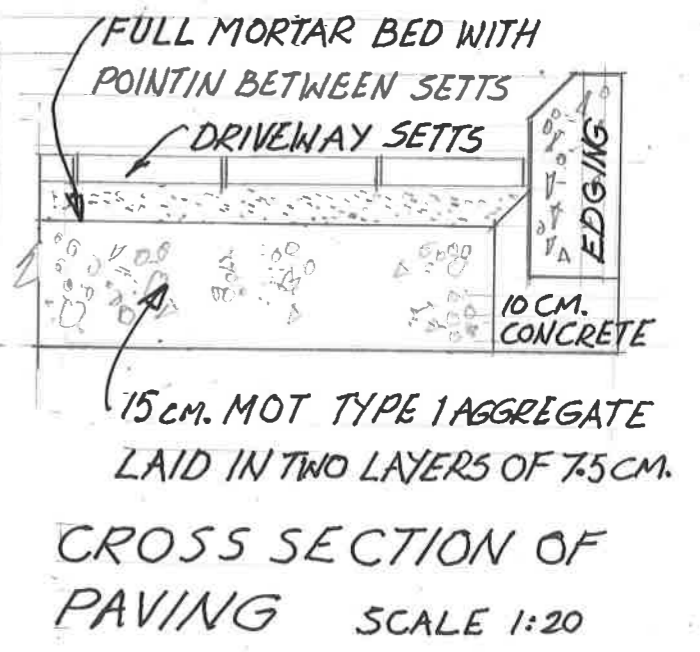 FULL MORTAR BED WITH
POINTIN BETWEEN SETTS
DRIVEWAY SETTS
EDGING
10 CM.
CONCRETE
15 CM. MOT TYPE 1 AGGREGATE
LAID IN TWO LAYERS OF 7.5 CM.
CROSS SECTION OF
PAVING SCALE 1:20